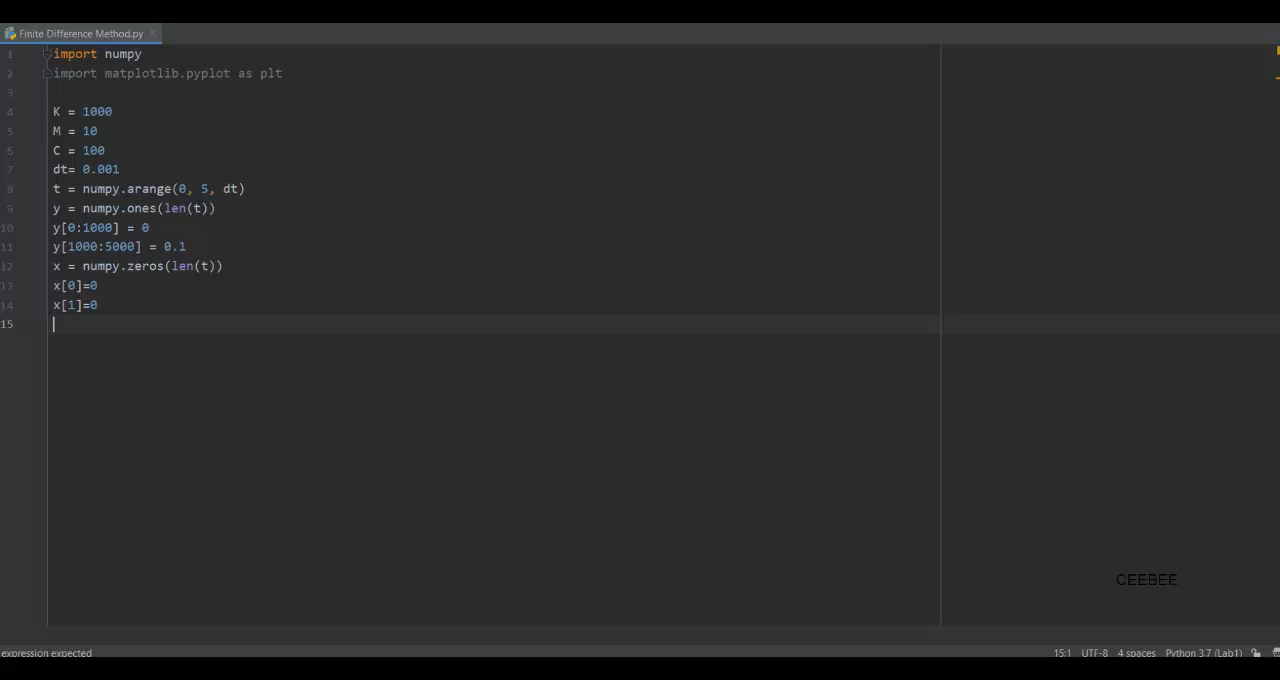 Finite Difference Method.py
1 import numpy
2 import matplotlib.pyplot as plt
3
4 K = 1000
5 M = 10
6 C = 100
7 dt= 0.001
8 t = numpy.arange(0, 5, dt)
9 y = numpy.ones(len(t))
10 y[0:1000] = 0
11 y[1000:5000] = 0.1
12 x = numpy.zeros(len(t))
13 x[0]=0
14 x[1]=0
15
CEEBEE
expression expected 15:1 UTF-8 4 spaces Python 3.7 (Lab1)